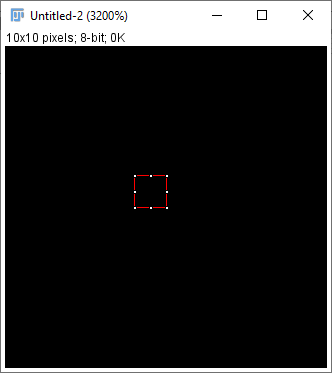 Untitled-2 (3200%)
10x10 pixels; 8-bit; 0K